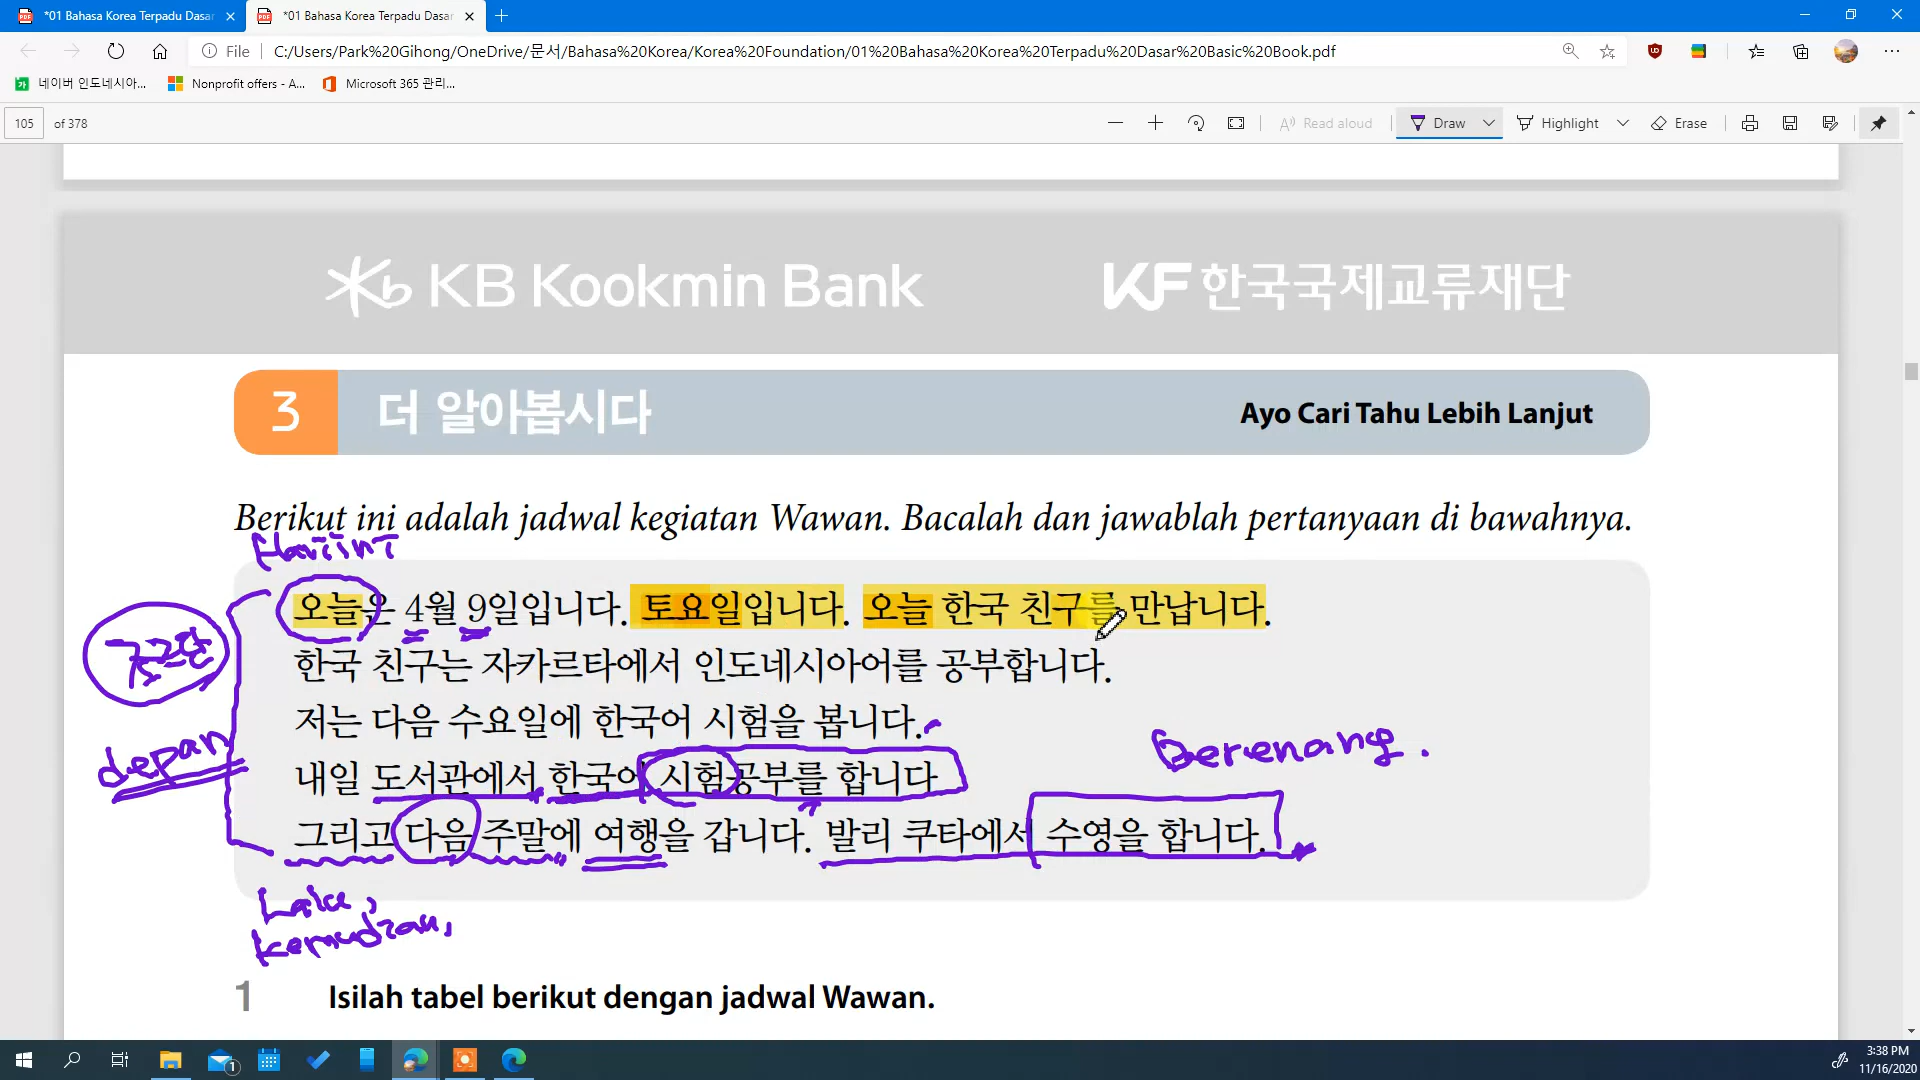 *01 Bahasa Korea Terpadu Dasar
*01 Bahasa Korea Terpadu Dasar
File
C:/Users/Park%20Gihong/OneDrive/문서/Bahasa%20Korea/Korea%20Foundation/01%20Bahasa%20Korea%20Terpadu%20Dasar%20Basic%20Book.pdf
네이버 인도네시아...
Nonprofit offers - A...
Microsoft 365 관리...
105 of 378
Read aloud
Draw
Highlight
Erase
KB Kookmin Bank
KF 한국국제교류재단
3 더 알아봅시다
Ayo Cari Tahu Lebih Lanjut
Berikut ini adalah jadwal kegiatan Wawan. Bacalah dan jawablah pertanyaan di bawahnya.
Hari ini
오늘은 4월 9일입니다. 토요일입니다. 오늘 한국 친구를 만납니다.
한국 친구는 자카르타에서 인도네시아어를 공부합니다.
저는 다음 수요일에 한국어 시험을 봅니다.
Berenang.
depan
내일 도서관에서 한국어 시험공부를 합니다
그리고 다음 주말에 여행을 갑니다. 발리 쿠타에서 수영을 합니다.
Lalu,
kemudian,
1 Isilah tabel berikut dengan jadwal Wawan.
1
3:38 PM
11/16/2020